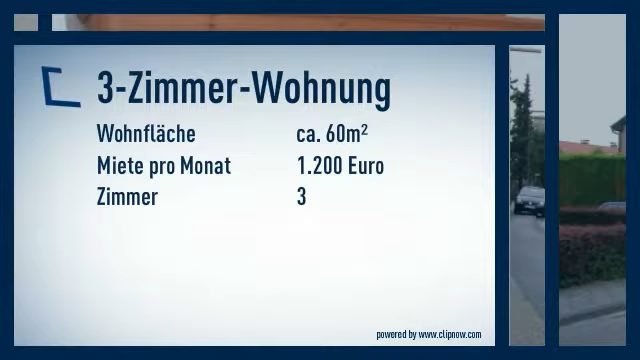 3-Zimmer-Wohnung
Wohnfläche ca. 60m²
Miete pro Monat 1.200 Euro
Zimmer 3
powered by www.clipnow.com